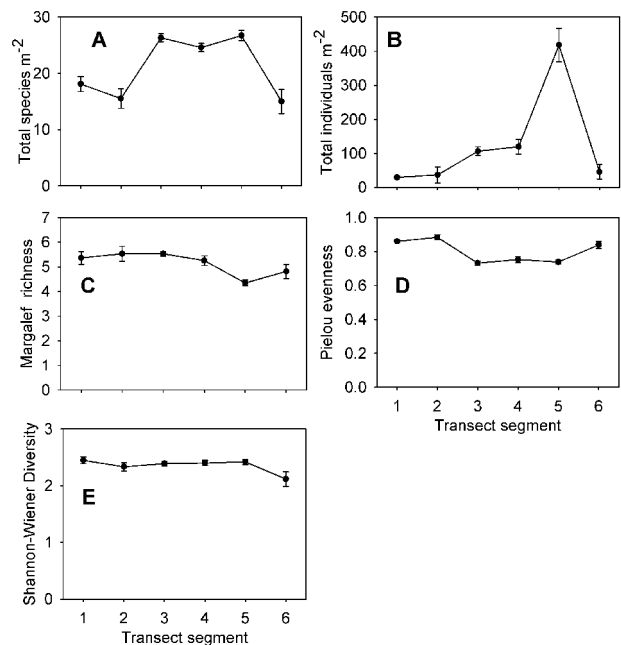 A
Total species m-2
30
20
10
0
B
Total individuals m-2
500
400
300
200
100
0
C
Margalef richness
7
6
5
4
3
2
1
0
D
Pielou evenness
1.0
0.8
0.6
0.4
0.2
0.0
1 2 3 4 5 6
Transect segment
E
Shannon-Wiener Diversity
3
2
1
0
1 2 3 4 5 6
Transect segment